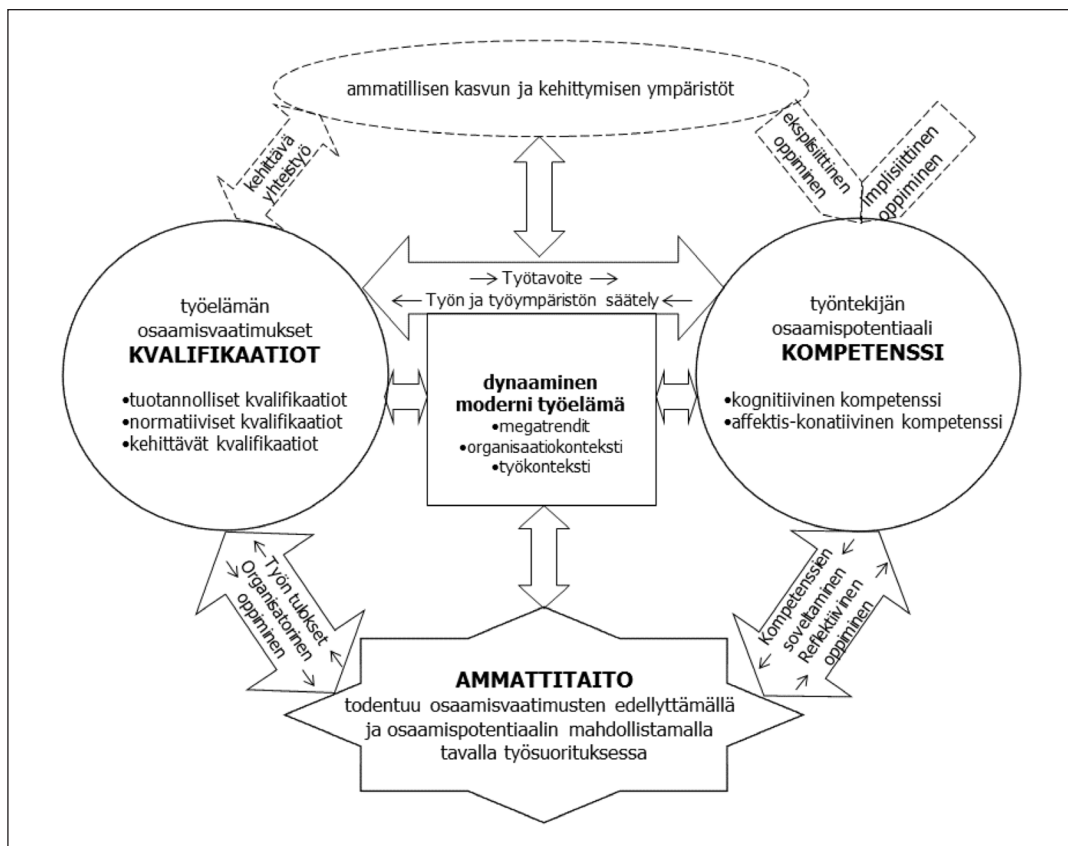 ammatillisen kasvun ja kehittymisen ympäristöt
kehittävä
yhteistyö
eksplisiittinen
oppiminen
implisiittinen
oppiminen
→ Työtavoite →
← Työn ja työympäristön säätely ←
työelämän
osaamisvaatimukset
KVALIFIKAATIOT
•tuotannolliset kvalifikaatiot
•normatiiviset kvalifikaatiot
•kehittävät kvalifikaatiot
dynaaminen
moderni työelämä
•megatrendit
•organisaatiokonteksti
•työkonteksti
työntekijän
osaamispotentiaali
KOMPETENSSI
•kognitiivinen kompetenssi
•affektis-konatiivinen kompetenssi
← Työn tulokset ←
→ Organisatorinen →
oppiminen
← Kompetenssien ←
soveltaminen
→ Reflektiivinen →
oppiminen
AMMATTITAITO
todentuu osaamisvaatimusten edellyttämällä
ja osaamispotentiaalin mahdollistamalla
tavalla työsuorituksessa